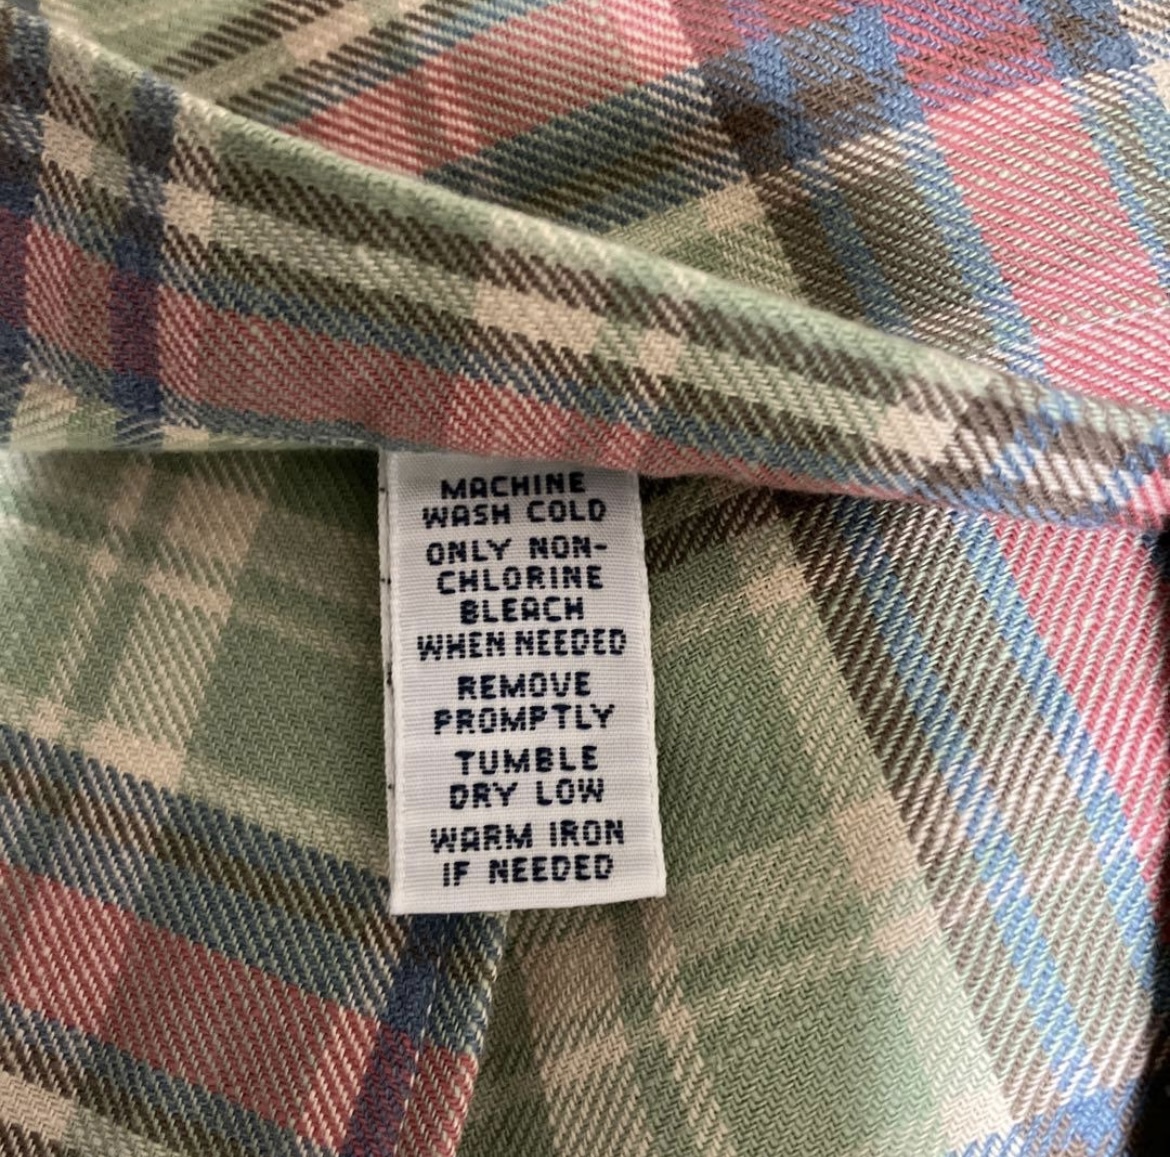 MACHINE
WASH COLD
ONLY NON-
CHLORINE
BLEACH
WHEN NEEDED
REMOVE
PROMPTLY
TUMBLE
DRY LOW
WARM IRON
IF NEEDED